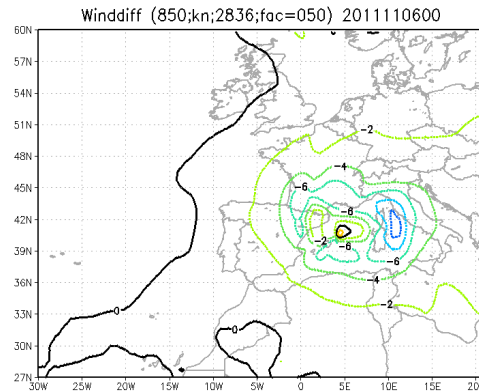 Winddiff (850;kn;2836;fac=050) 2011110600
60N
57N
54N
51N
48N
45N
42N
39N
36N
33N
30N
27N
-2
-4
-6
-6
-2
-6
-6
-4
-2
0
0
30W 25W 20W 15W 10W 5W 0 5E 10E 15E 20E